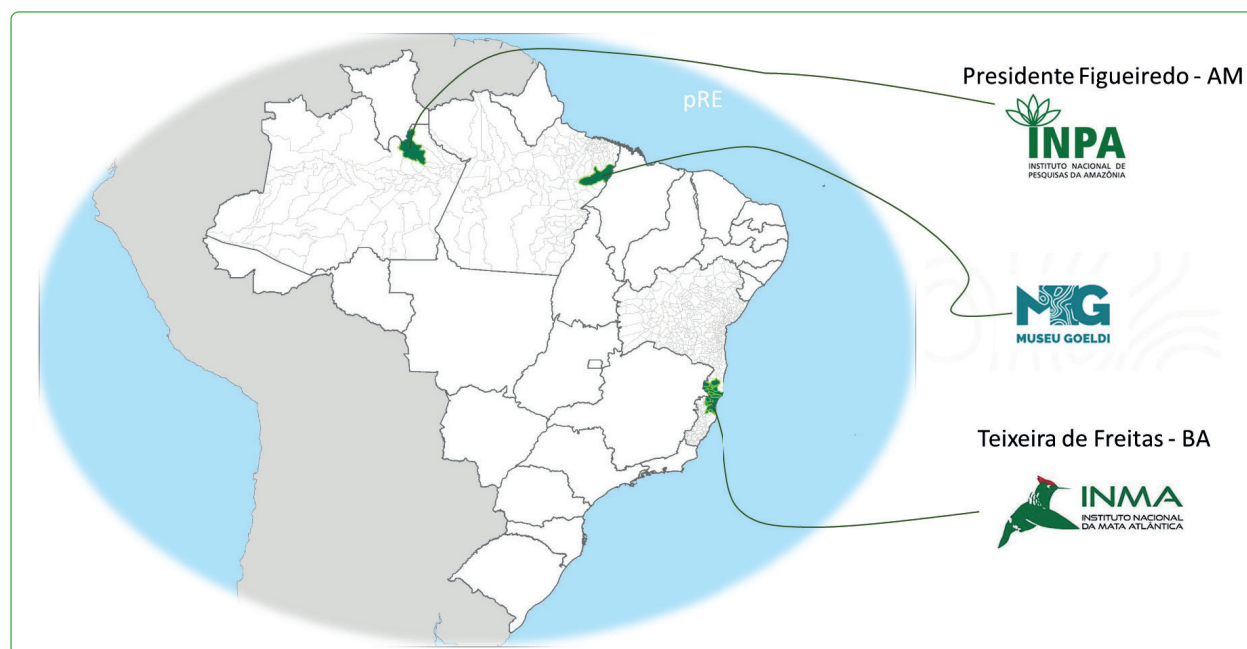 pRE
Presidente Figueiredo - AM
INPA
INSTITUTO NACIONAL DE
PESQUISAS DA AMAZÔNIA
MG
MUSEU GOELDI
Teixeira de Freitas - BA
INMA
INSTITUTO NACIONAL
DA MATA ATLÂNTICA